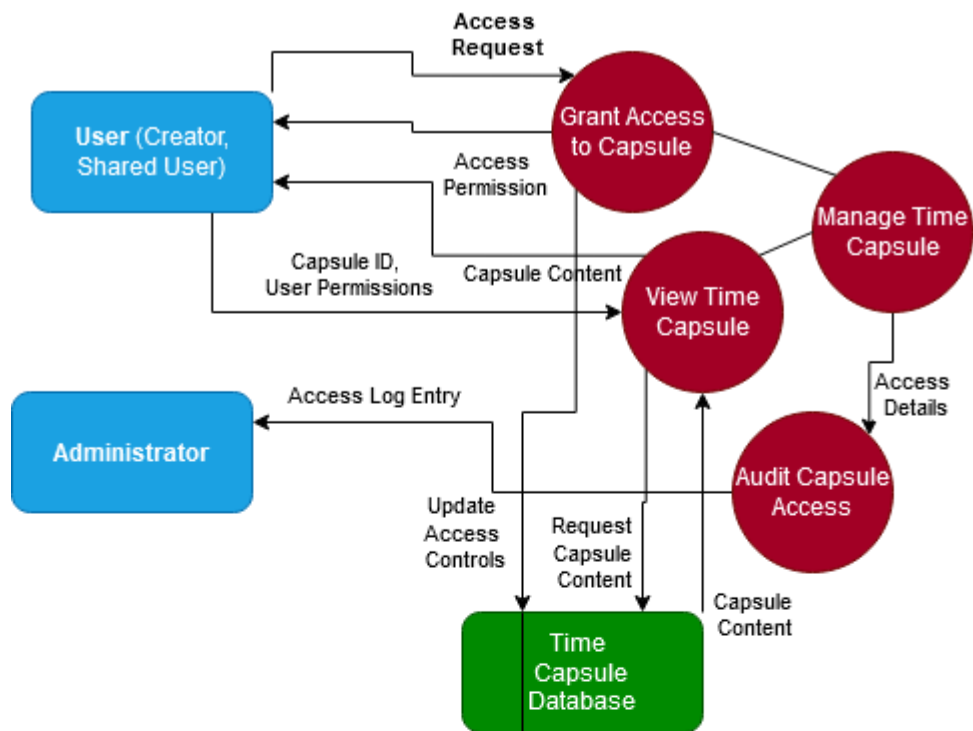 Access
Request
User (Creator,
Shared User)
Grant Access
to Capsule
Access
Permission
Manage Time
Capsule
Capsule ID,
User Permissions
Capsule Content
View Time
Capsule
Access Log Entry
Access
Details
Administrator
Audit Capsule
Access
Update
Access
Controls
Request
Capsule
Content
Capsule
Content
Time
Capsule
Database